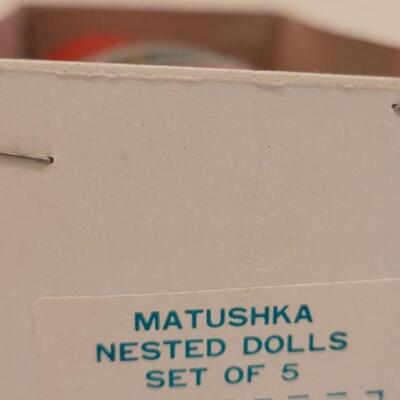 MATUSHKA
NESTED DOLLS
SET OF 5